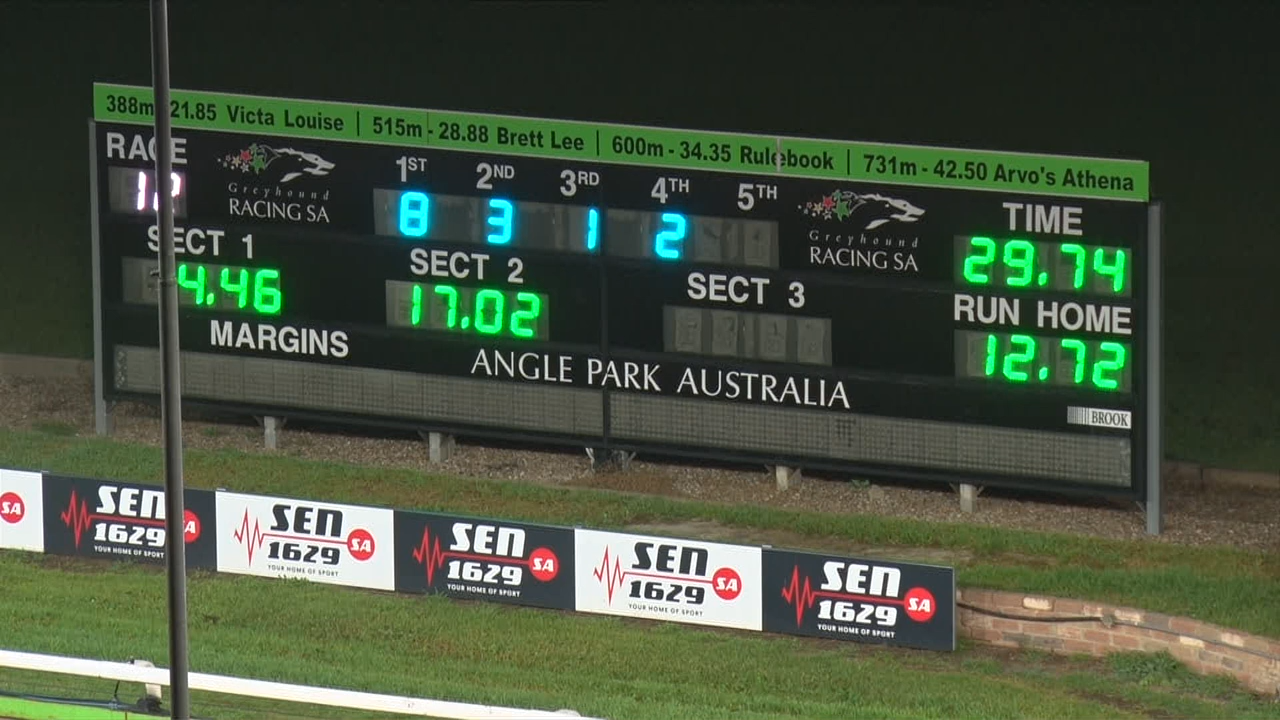 388m 21.85 Victa Louise | 515m - 28.88 Brett Lee | 600m - 34.35 Rulebook | 731m - 42.50 Arvo's Athena
RACE
Greyhound
RACING SA
1ST 2ND 3RD 4TH 5TH
8 3 1 2
Greyhound
RACING SA
TIME
29.74
SECT 1
4.46
SECT 2
17.02
SECT 3
RUN HOME
12.72
MARGINS
ANGLE PARK AUSTRALIA
BROOK
SA
SEN
1629 SA
YOUR HOME OF SPORT
SEN
1629 SA
YOUR HOME OF SPORT
SEN
1629 SA
YOUR HOME OF SPORT
SEN
1629 SA
YOUR HOME OF SPORT
SEN
1629 SA
YOUR HOME OF SPORT